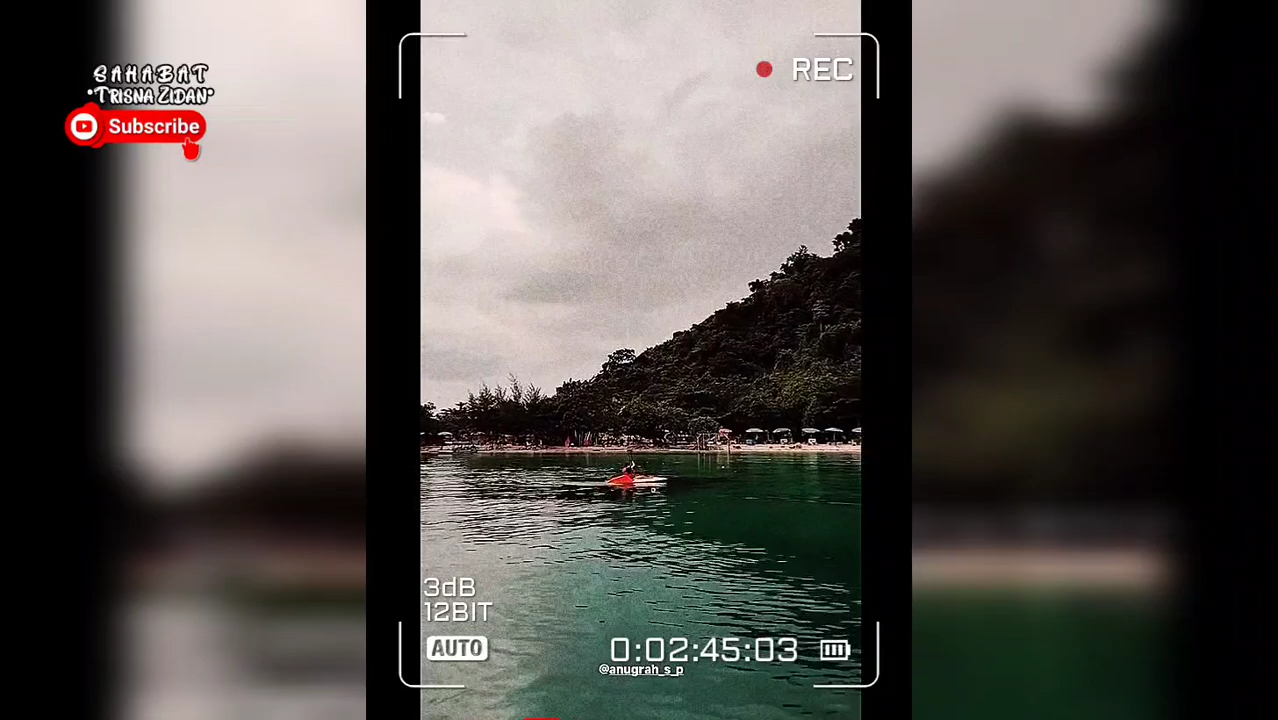 SAHABAT
"TRISNA ZIDAN"
Subscribe
REC
3dB
12BIT
AUTO
0:02:45:03
@anugrah_s_p